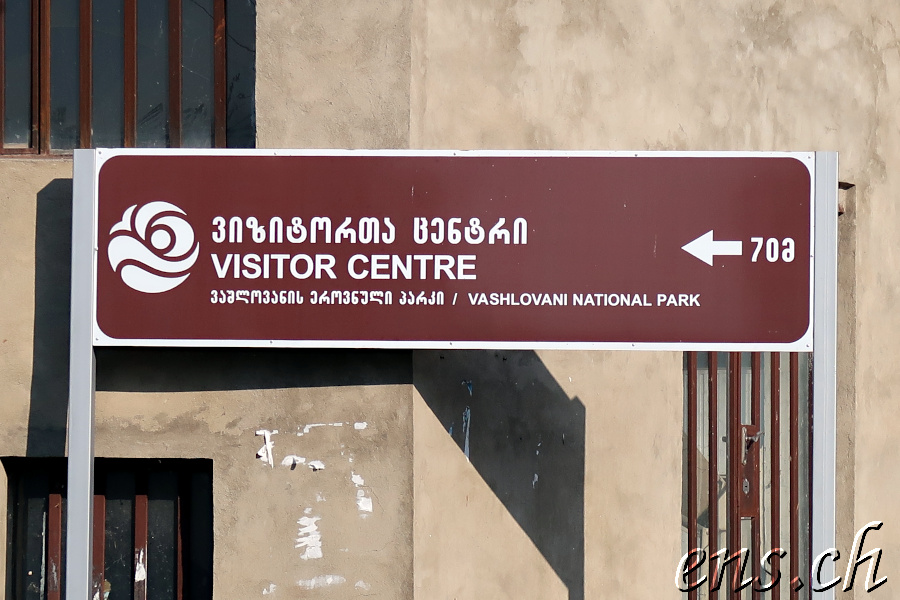 ვიზიტორთა ცენტრი
VISITOR CENTRE
ვაშლოვანის ეროვნული პარკი / VASHLOVANI NATIONAL PARK
70მ
ens.ch